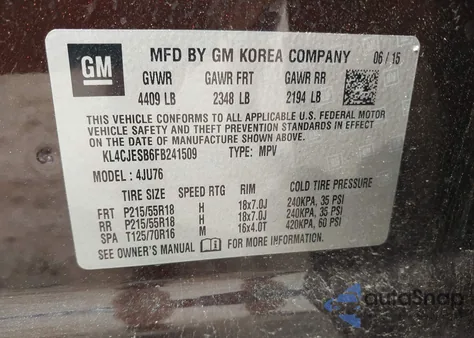 GM
MFD BY GM KOREA COMPANY 06 / 15
GVWR GAWR FRT GAWR RR
4409 LB 2348 LB 2194 LB
THIS VEHICLE CONFORMS TO ALL APPLICABLE U.S. FEDERAL MOTOR
VEHICLE SAFETY AND THEFT PREVENTION STANDARDS IN EFFECT ON
THE DATE OF MANUFACTURE SHOWN ABOVE.
KL4CJESB6FB241509 TYPE: MPV
MODEL: 4JU76
TIRE SIZE SPEED RTG RIM COLD TIRE PRESSURE
FRT P215/55R18 H 18x7.0J 240KPA, 35 PSI
RR P215/55R18 H 18x7.0J 240KPA, 35 PSI
SPA T125/70R16 M 16x4.0T 420KPA, 60 PSI
SEE OWNER'S MANUAL FOR MORE INFORMATION.
autoSnap